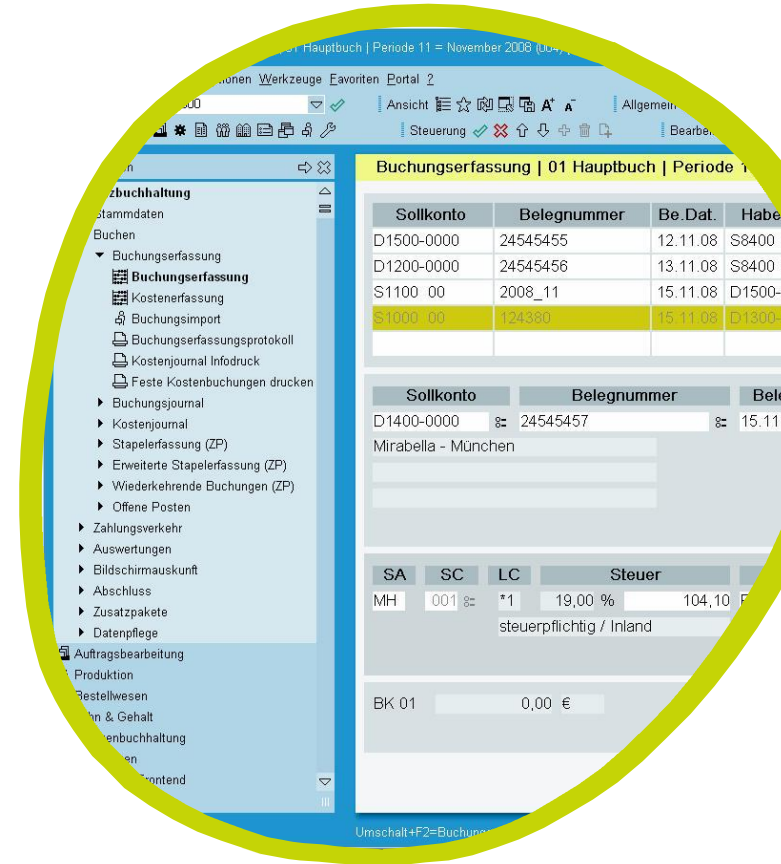 01 Hauptbuch | Periode 11 = November 2008 (004)
Werkzeuge Favoriten Portal ?
Ansicht A+ A- Allgemein
Steuerung
Buchungserfassung | 01 Hauptbuch | Periode 1
Stammdaten
Buchen
Buchungserfassung
Buchungserfassung
Kostenerfassung
Buchungsimport
Buchungserfassungsprotokoll
Kostenjournal Infodruck
Feste Kostenbuchungen drucken
Buchungsjournal
Kostenjournal
Stapelerfassung (ZP)
Erweiterte Stapelerfassung (ZP)
Wiederkehrende Buchungen (ZP)
Offene Posten
Zahlungsverkehr
Auswertungen
Bildschirmauskunft
Abschluss
Zusatzpakete
Datenpflege
Auftragsbearbeitung
Produktion
Bestellwesen
& Gehalt
Sollkonto Belegnummer Be.Dat. Habe
D1500-0000 24545455 12.11.08 S8400
D1200-0000 24545456 13.11.08 S8400
S1100 00 2008_11 15.11.08 D1500-
S1000 00 124380 15.11.08 D1300-
Sollkonto Belegnummer Bele
D1400-0000 24545457 15.11
Mirabella - München
SA SC LC Steuer
MH 001 *1 19,00 % 104,10
steuerpflichtig / Inland
BK 01 0,00 €
Umschalt+F2=Buchung